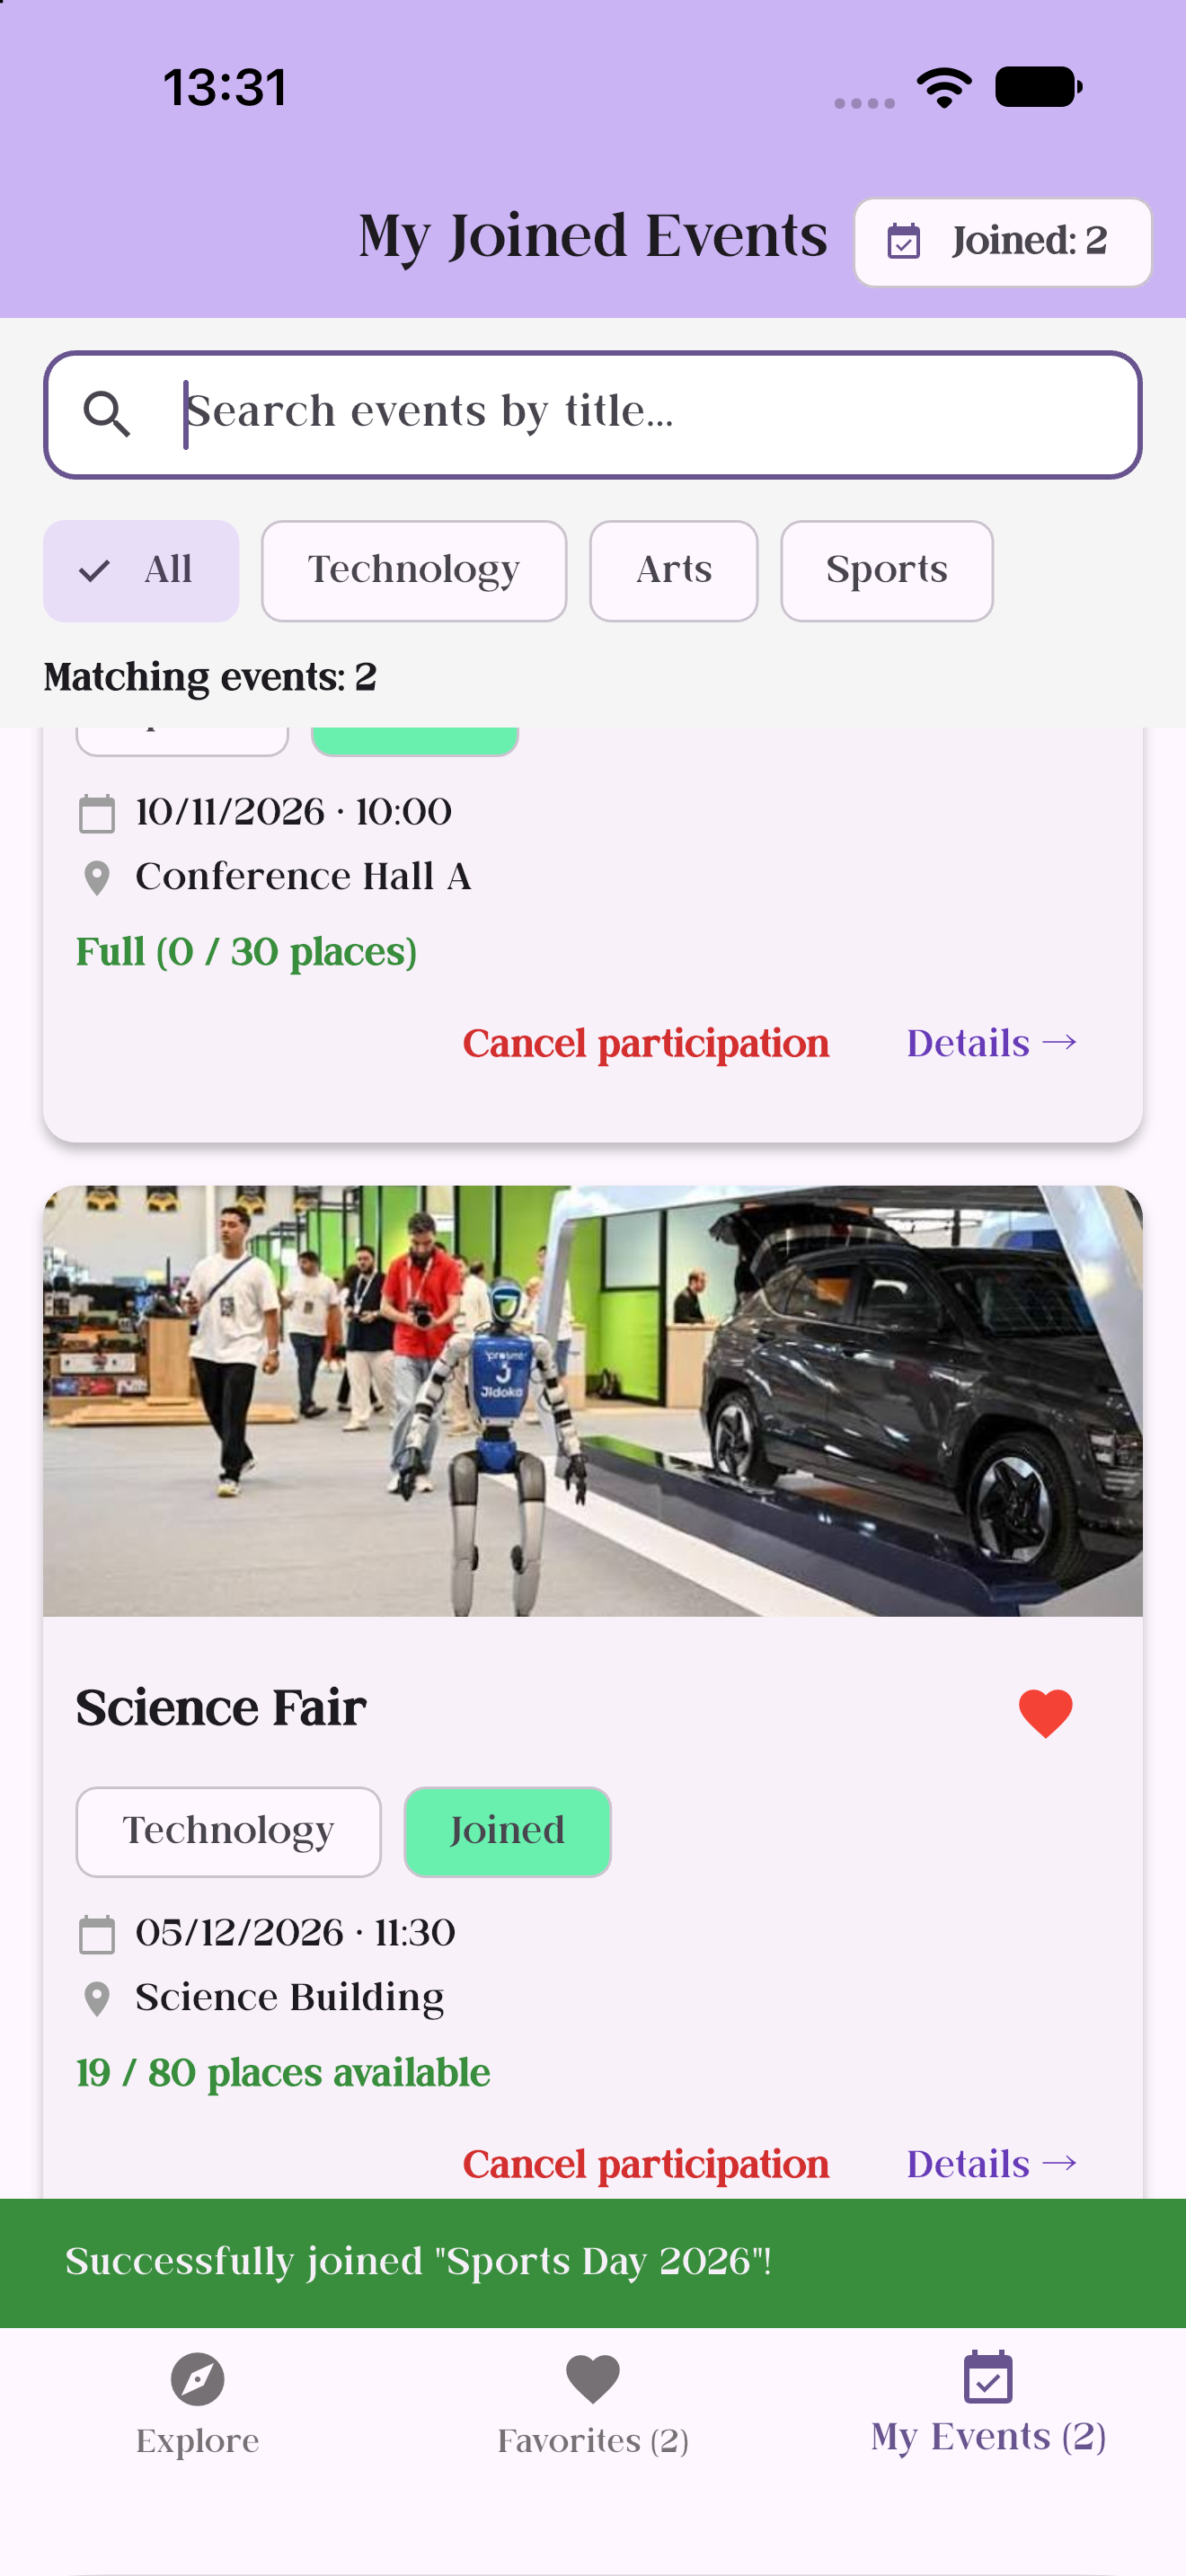 13:31
My Joined Events
Joined: 2
Search events by title...
All
Technology
Arts
Sports
Matching events: 2
10/11/2026 · 10:00
Conference Hall A
Full (0 / 30 places)
Cancel participation
Details →
Jidoka
Science Fair
Technology
Joined
05/12/2026 · 11:30
Science Building
19 / 80 places available
Cancel participation
Details →
Successfully joined "Sports Day 2026"!
Explore
Favorites (2)
My Events (2)